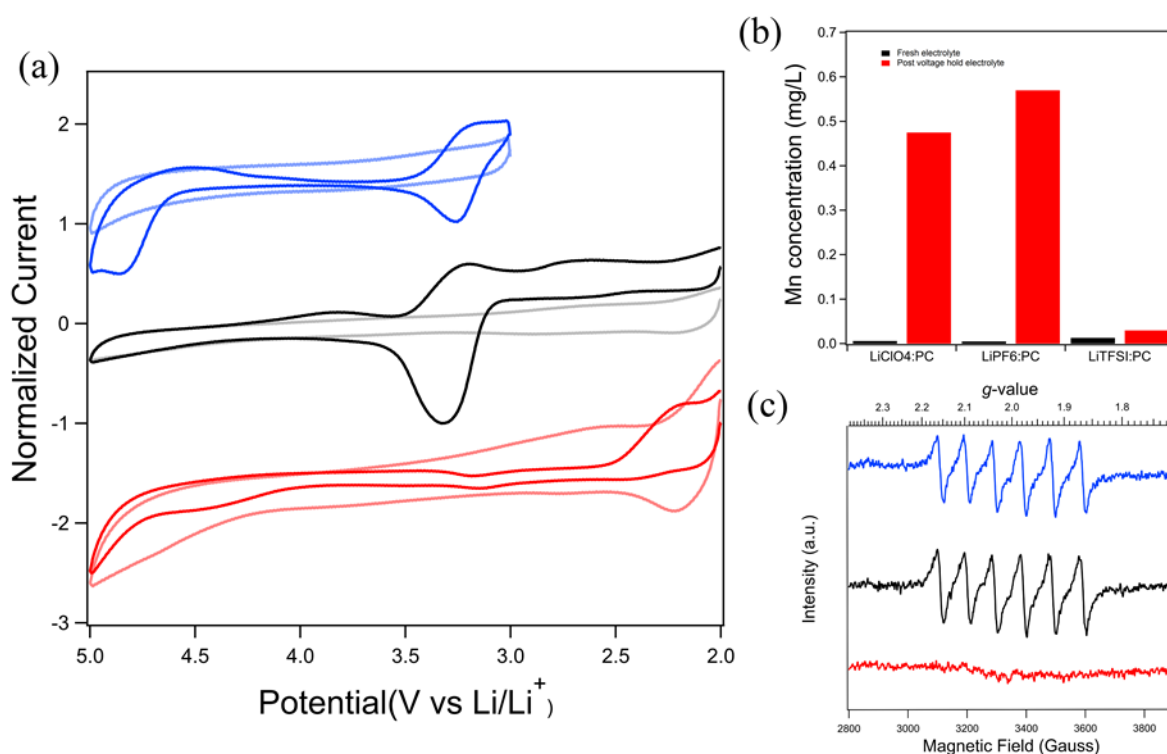 (a)
2
1
0
-1
-2
-3
Normalized Current
5.0 4.5 4.0 3.5 3.0 2.5 2.0
Potential(V vs Li/Li+)
(b)
0.7
0.6
0.5
0.4
0.3
0.2
0.1
0.0
Mn concentration (mg/L)
Fresh electrolyte
Post voltage hold electrolyte
LiClO4:PC LiPF6:PC LiTFSI:PC
(c)
g-value
2.3 2.2 2.1 2.0 1.9 1.8
Intensity (a.u.)
2800 3000 3200 3400 3600 3800
Magnetic Field (Gauss)